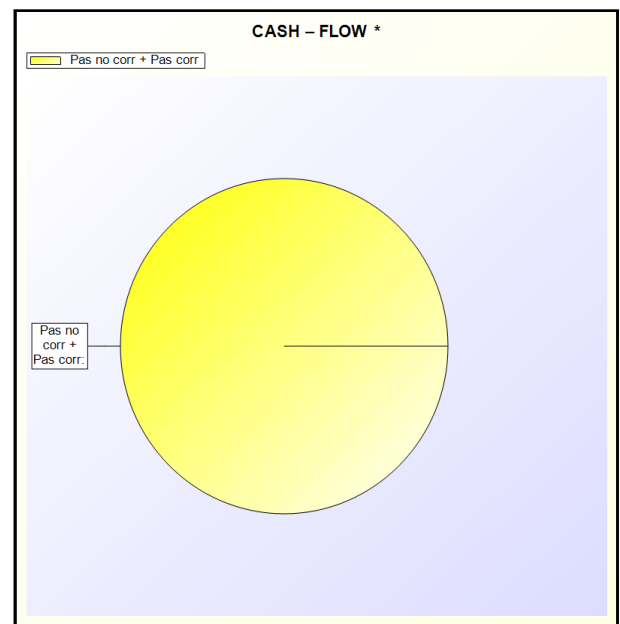 CASH – FLOW *
Pas no corr + Pas corr
Pas no
corr +
Pas corr: